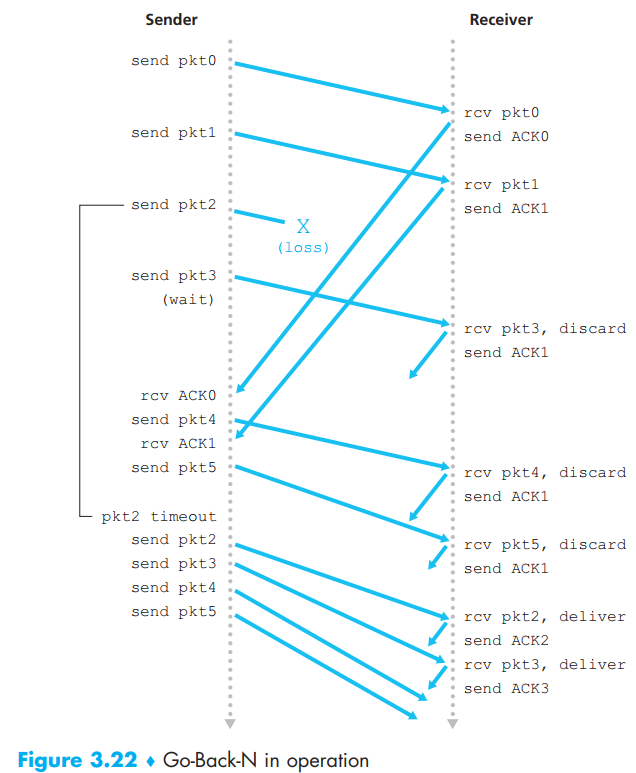 Sender Receiver
send pkt0
rcv pkt0
send pkt1 send ACK0
rcv pkt1
send pkt2 send ACK1
X
(loss)
send pkt3
(wait)
rcv pkt3, discard
send ACK1
rcv ACK0
send pkt4
rcv ACK1
send pkt5 rcv pkt4, discard
send ACK1
pkt2 timeout
send pkt2 rcv pkt5, discard
send pkt3 send ACK1
send pkt4
send pkt5 rcv pkt2, deliver
send ACK2
rcv pkt3, deliver
send ACK3
Figure 3.22 ♦ Go-Back-N in operation